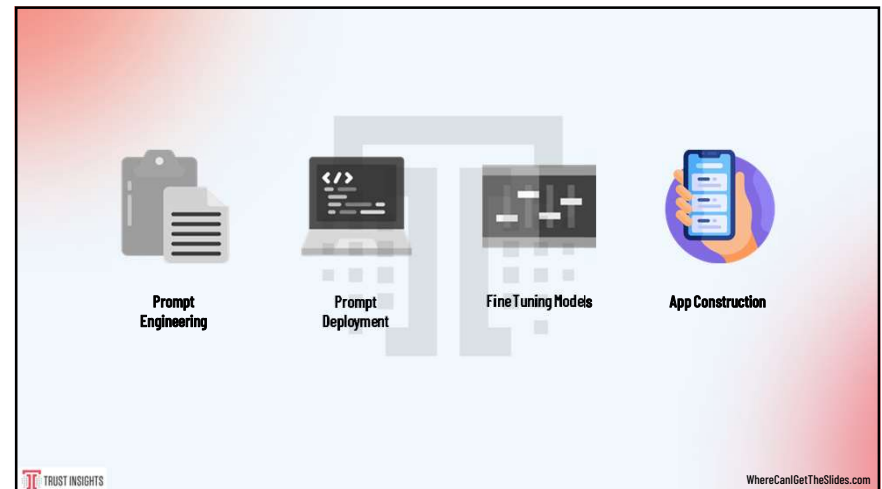 </>
Prompt
Engineering
Prompt
Deployment
Fine Tuning Models
App Construction
TRUST INSIGHTS
WhereCanIGetTheSlides.com